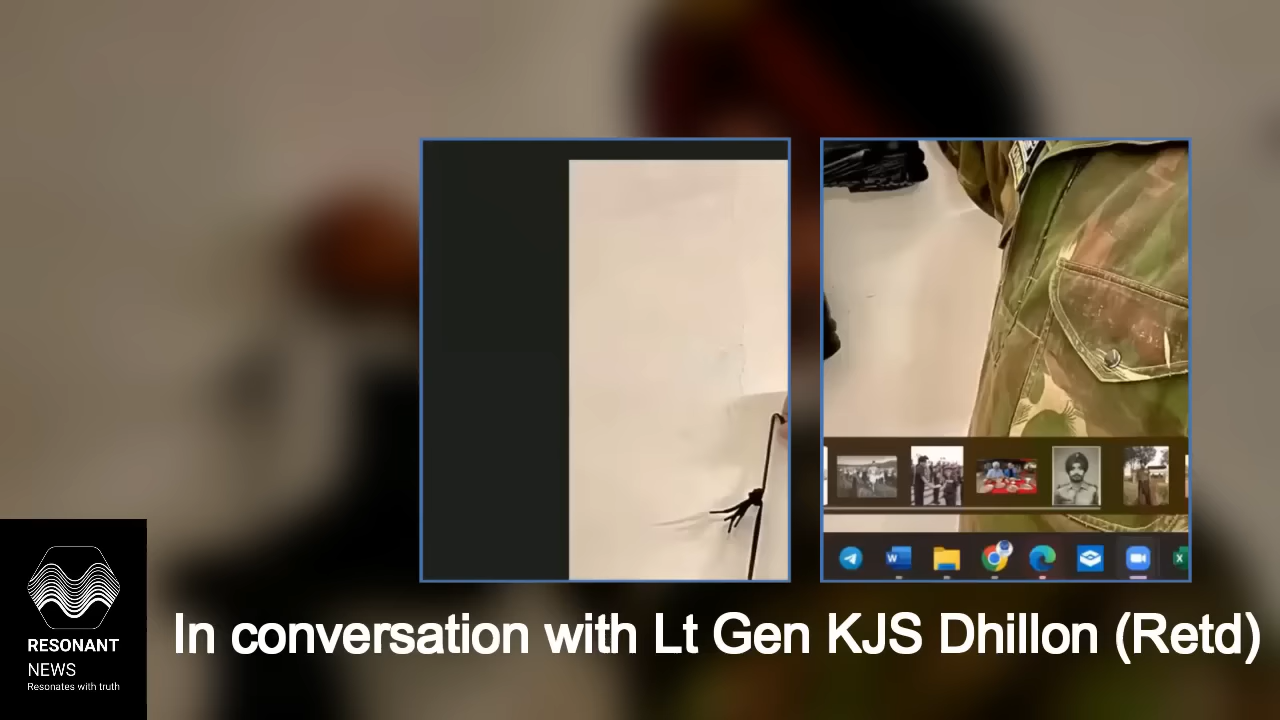 RESONANT
NEWS
Resonates with truth
In conversation with Lt Gen KJS Dhillon (Retd)